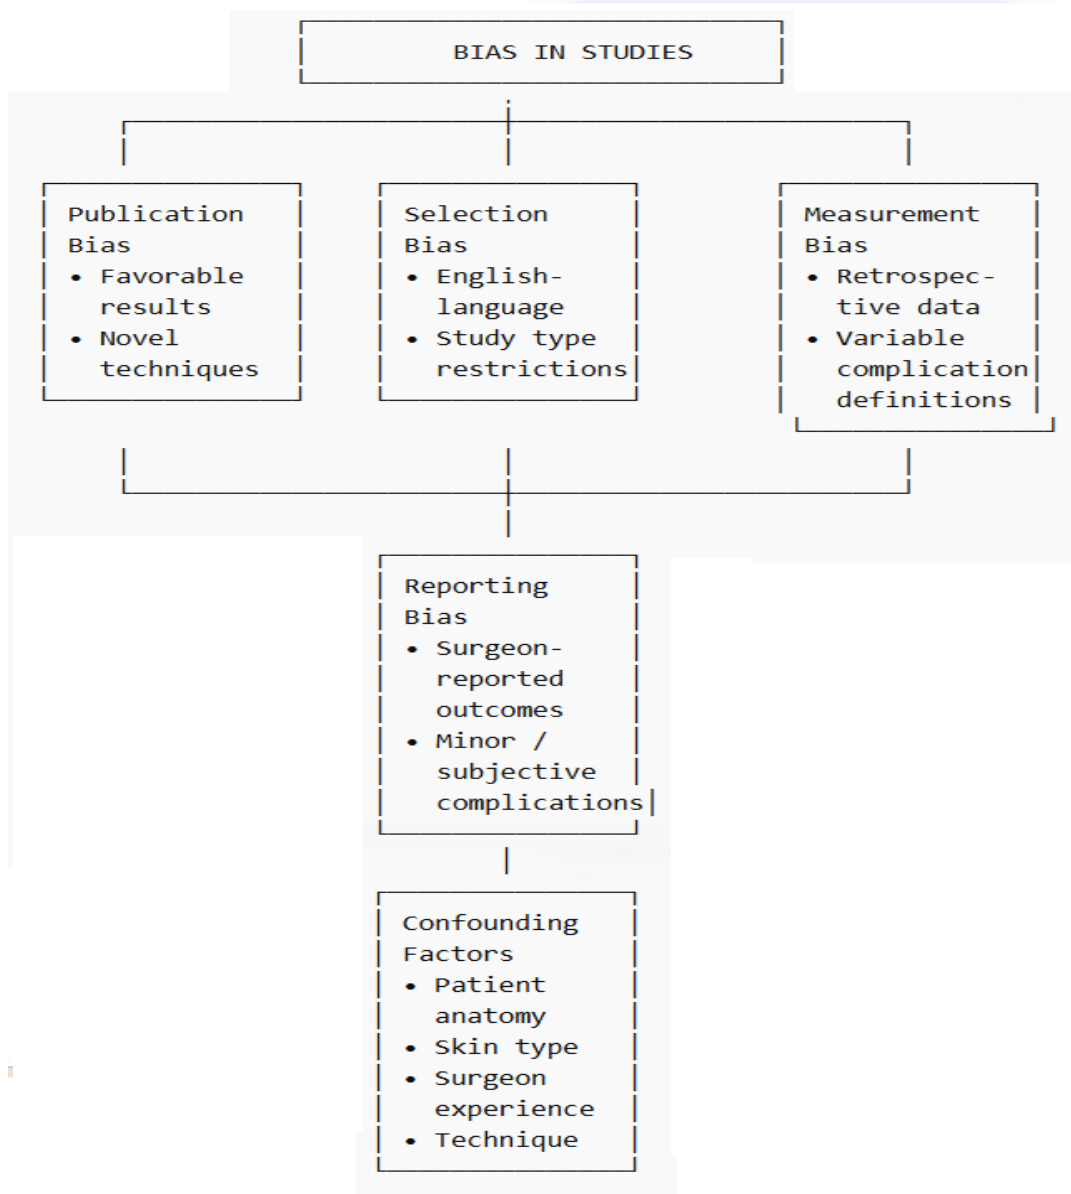 BIAS IN STUDIES
Publication
Bias
• Favorable
results
• Novel
techniques
Selection
Bias
• English-
language
• Study type
restrictions
Measurement
Bias
• Retrospec-
tive data
• Variable
complication
definitions
Reporting
Bias
• Surgeon-
reported
outcomes
• Minor /
subjective
complications
Confounding
Factors
• Patient
anatomy
• Skin type
• Surgeon
experience
• Technique